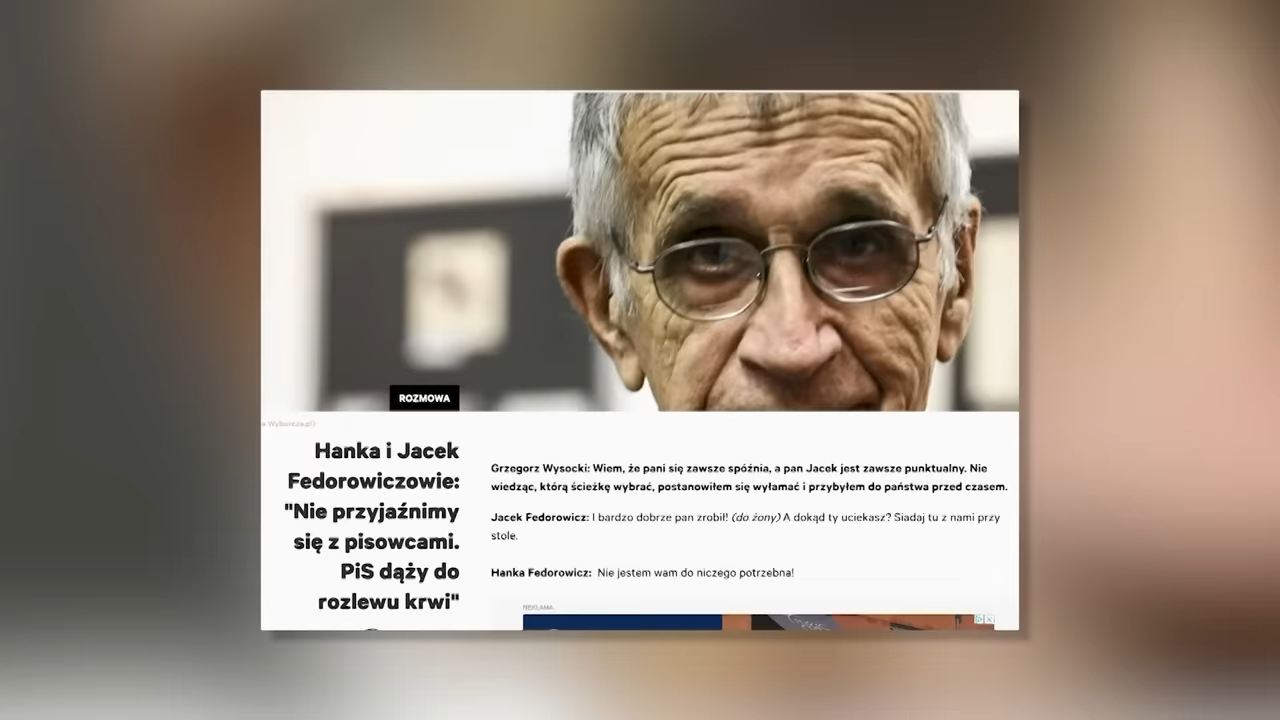 ROZMOWA
Wyborcza.pl)
Hanka i Jacek
Fedorowiczowie:
"Nie przyjaźnimy
się z pisowcami.
PiS dąży do
rozlewu krwi"
Grzegorz Wysocki: Wiem, że pani się zawsze spóźnia, a pan Jacek jest zawsze punktualny. Nie
wiedząc, którą ścieżkę wybrać, postanowiłem się wyłamać i przybyłem do państwa przed czasem.
Jacek Fedorowicz: I bardzo dobrze pan zrobił! (do żony) A dokąd ty uciekasz? Siadaj tu z nami przy
stole.
Hanka Fedorowicz: Nie jestem wam do niczego potrzebna!
REKLAMA